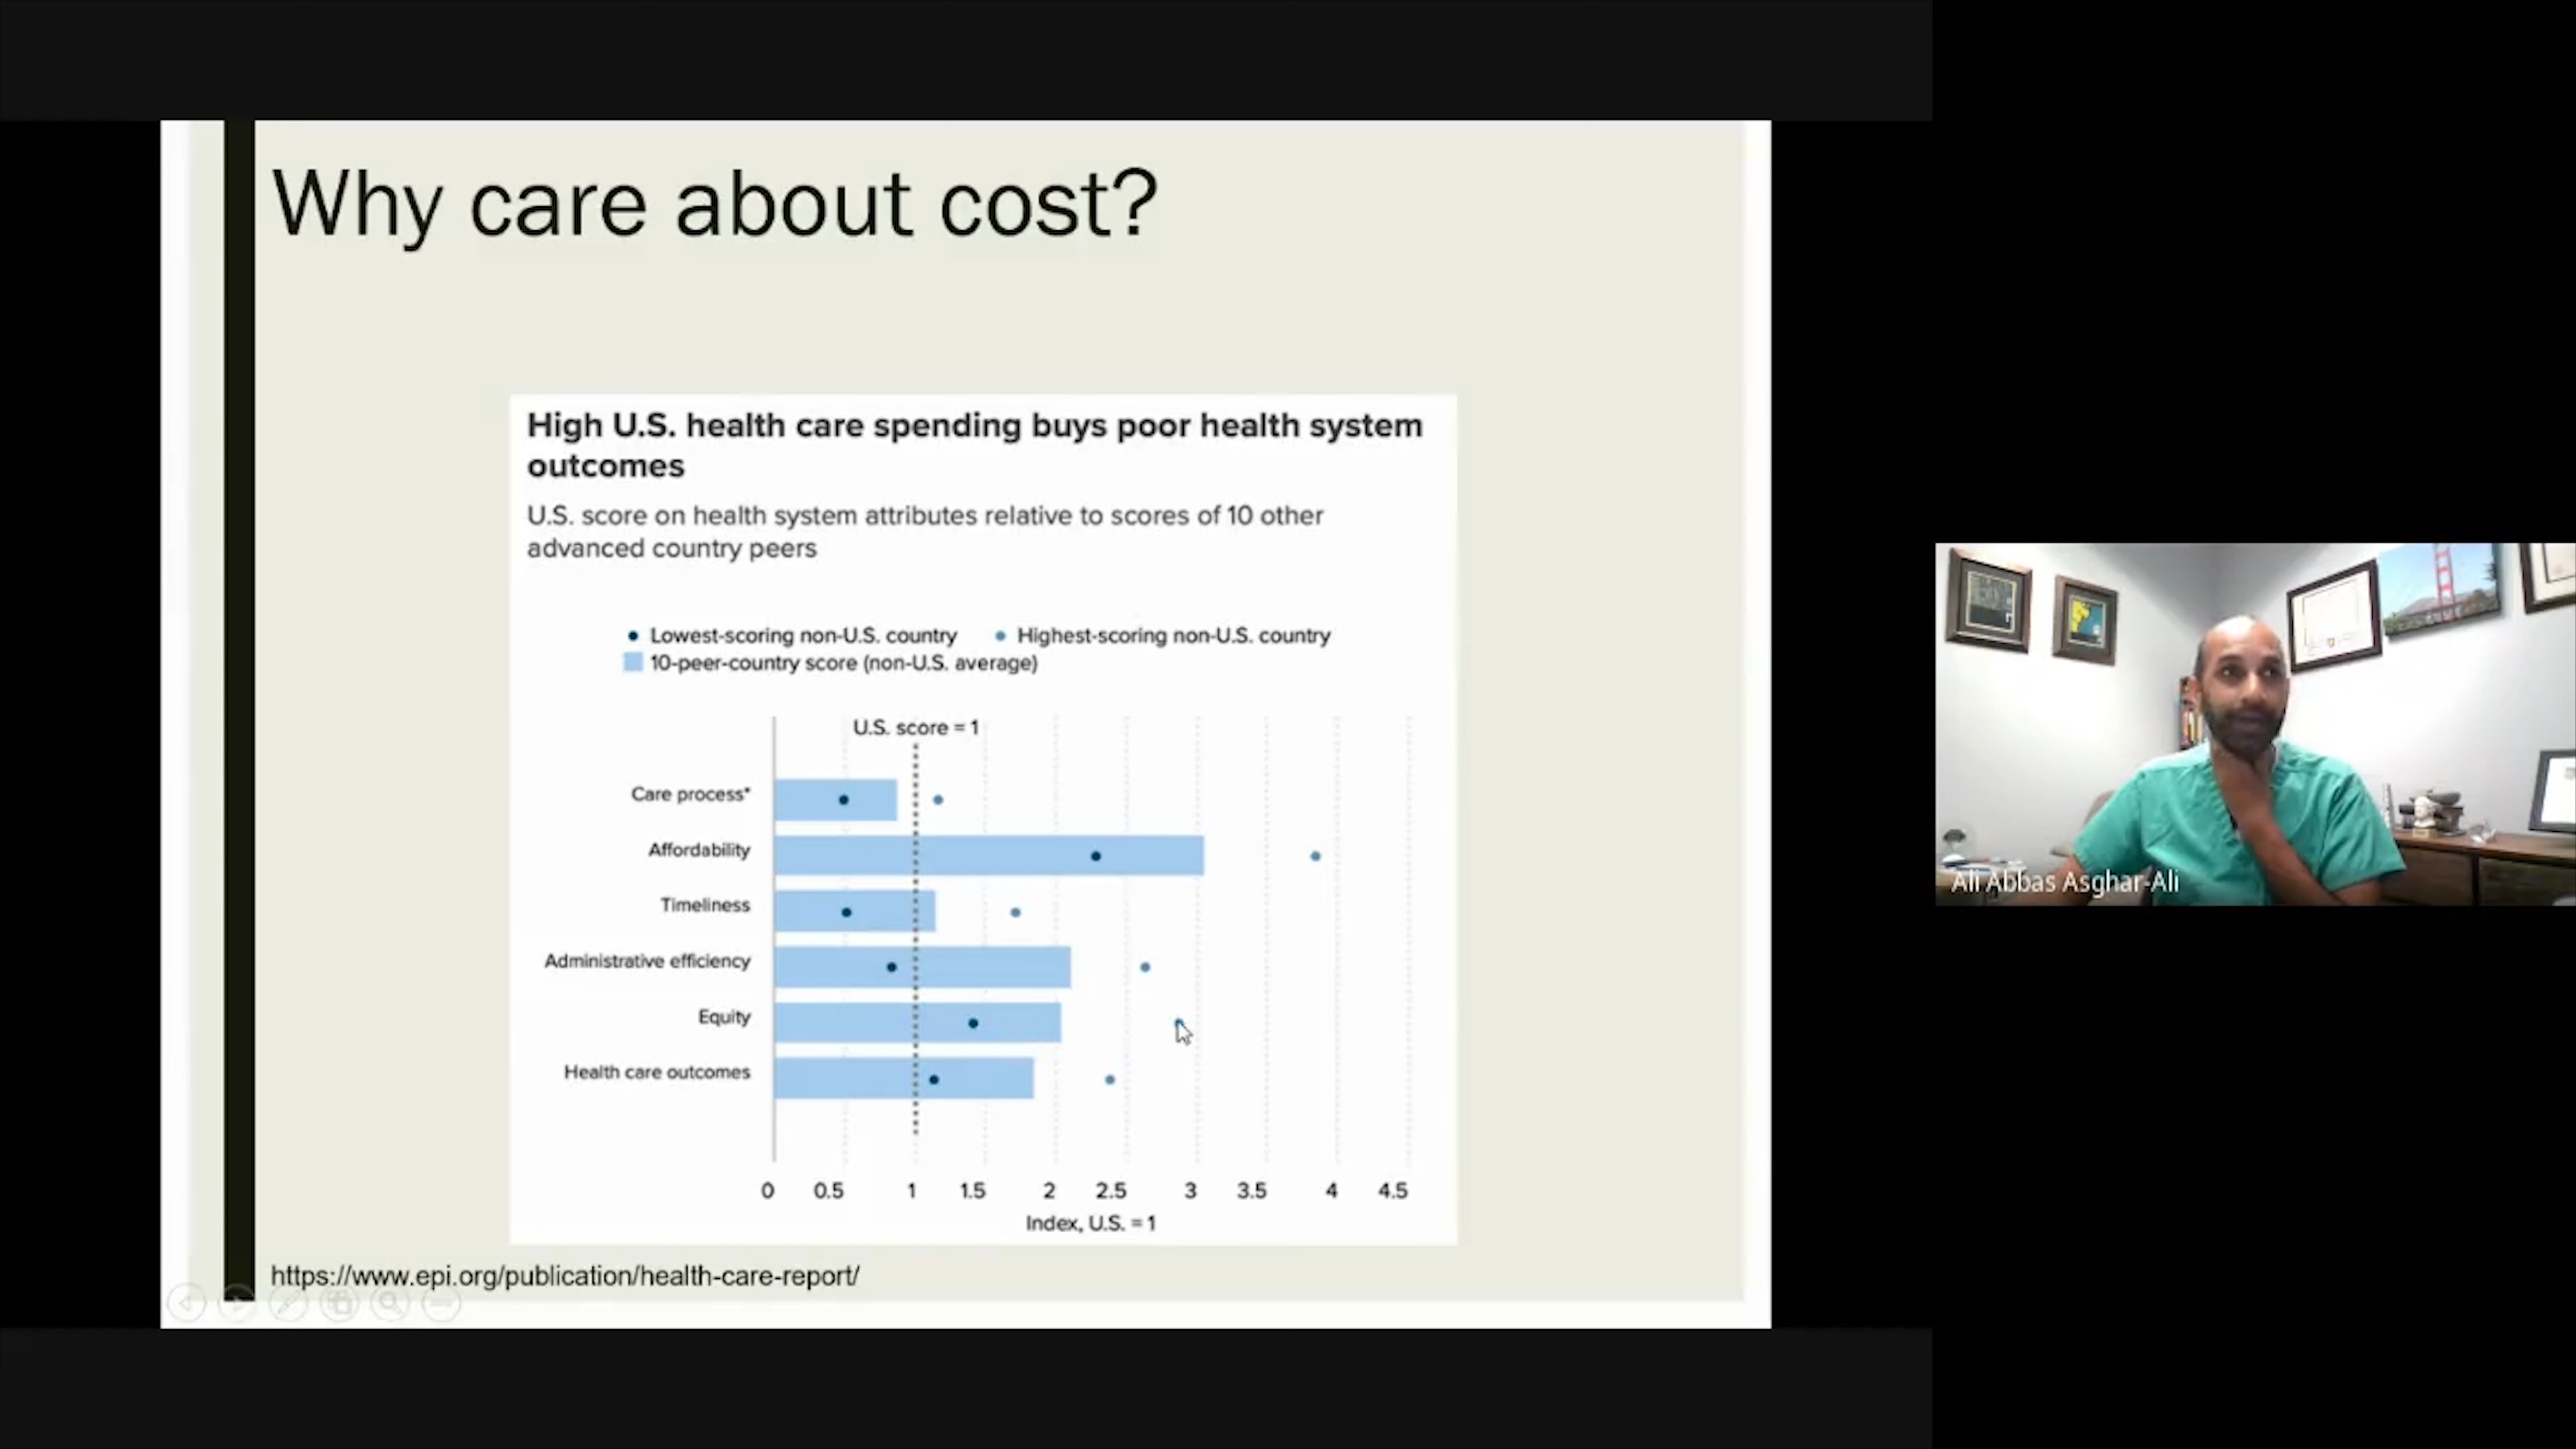 Why care about cost?
High U.S. health care spending buys poor health system
outcomes
U.S. score on health system attributes relative to scores of 10 other
advanced country peers
Lowest-scoring non-U.S. country
Highest-scoring non-U.S. country
10-peer-country score (non-U.S. average)
U.S. score = 1
Care process*
Affordability
Timeliness
Administrative efficiency
Equity
Health care outcomes
0 0.5 1 1.5 2 2.5 3 3.5 4 4.5
Index, U.S. = 1
https://www.epi.org/publication/health-care-report/
Ali Abbas Asghar-Ali